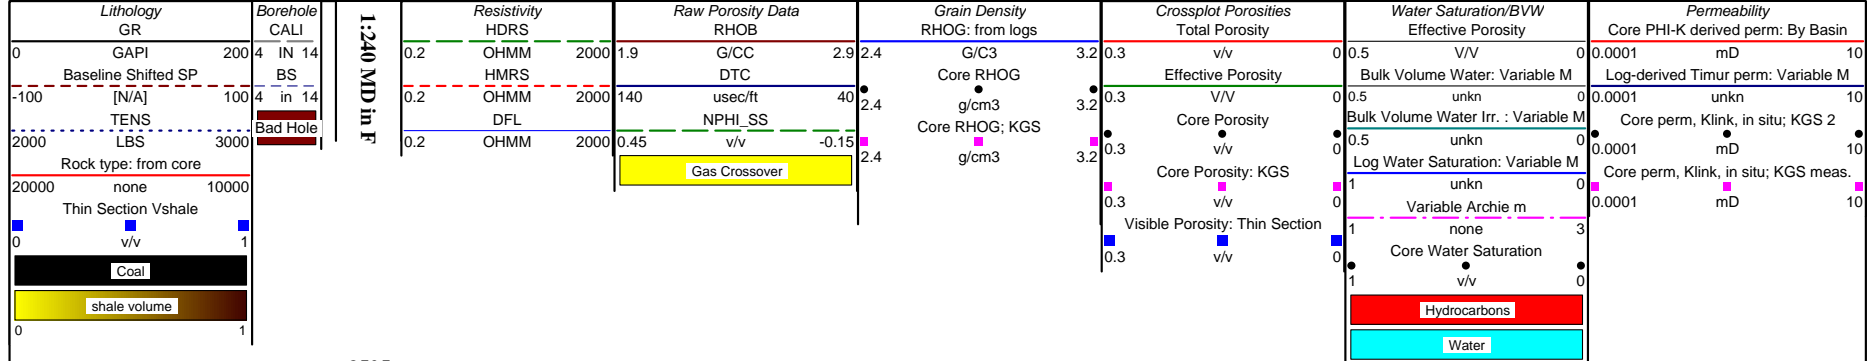 Lithology
GR
0 GAPI 200
Baseline Shifted SP
-100 [N/A] 100
TENS
2000 LBS 3000
Rock type: from core
20000 none 10000
Thin Section Vshale
0 v/v 1
Coal
shale volume
0 1
Borehole
CALI
4 IN 14
BS
4 in 14
Bad Hole
1:240 MD in F
Resistivity
HDRS
0.2 OHMM 2000
HMRS
0.2 OHMM 2000
DFL
0.2 OHMM 2000
Raw Porosity Data
RHOB
1.9 G/CC 2.9
DTC
140 usec/ft 40
NPHI_SS
0.45 v/v -0.15
Gas Crossover
Grain Density
RHOG: from logs
2.4 G/C3 3.2
Core RHOG
2.4 g/cm3 3.2
Core RHOG; KGS
2.4 g/cm3 3.2
Crossplot Porosities
Total Porosity
0.3 v/v 0
Effective Porosity
0.3 V/V 0
Core Porosity
0.3 v/v 0
Core Porosity: KGS
0.3 v/v 0
Visible Porosity: Thin Section
0.3 v/v 0
Water Saturation/BVW
Effective Porosity
0.5 V/V 0
Bulk Volume Water: Variable M
0.5 unkn 0
Bulk Volume Water Irr. : Variable M
0.5 unkn 0
Log Water Saturation: Variable M
1 unkn 0
Variable Archie m
1 none 3
Core Water Saturation
1 v/v 0
Hydrocarbons
Water
Permeability
Core PHI-K derived perm: By Basin
0.0001 mD 10
Log-derived Timur perm: Variable M
0.0001 unkn 10
Core perm, Klink, in situ; KGS 2
0.0001 mD 10
Core perm, Klink, in situ; KGS meas.
0.0001 mD 10